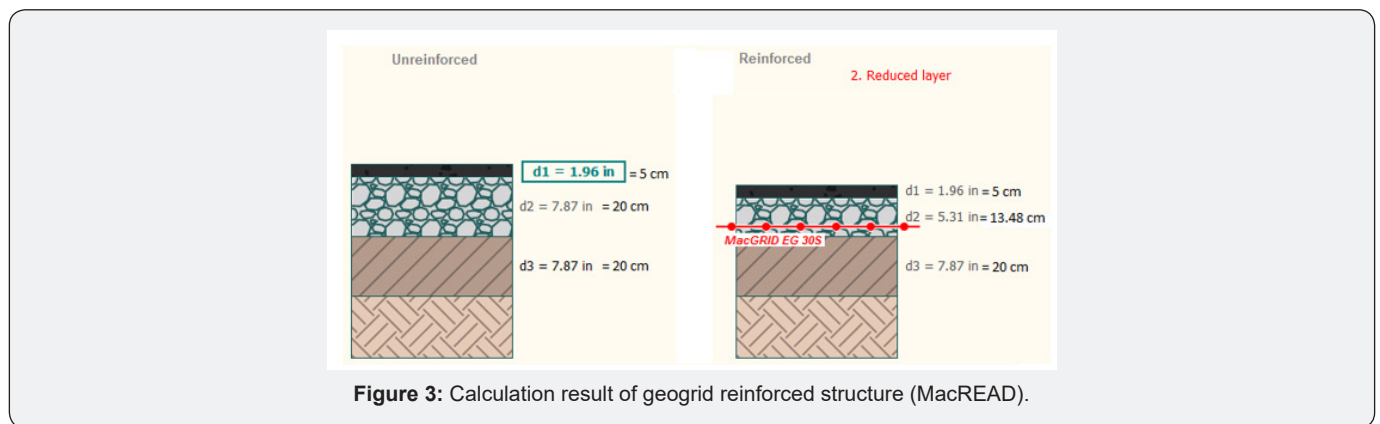 Unreinforced
d1 = 1.96 in = 5 cm
d2 = 7.87 in = 20 cm
d3 = 7.87 in = 20 cm
Reinforced
2. Reduced layer
d1 = 1.96 in = 5 cm
d2 = 5.31 in = 13.48 cm
MacGRID EG 30S
d3 = 7.87 in = 20 cm
Figure 3: Calculation result of geogrid reinforced structure (MacREAD).